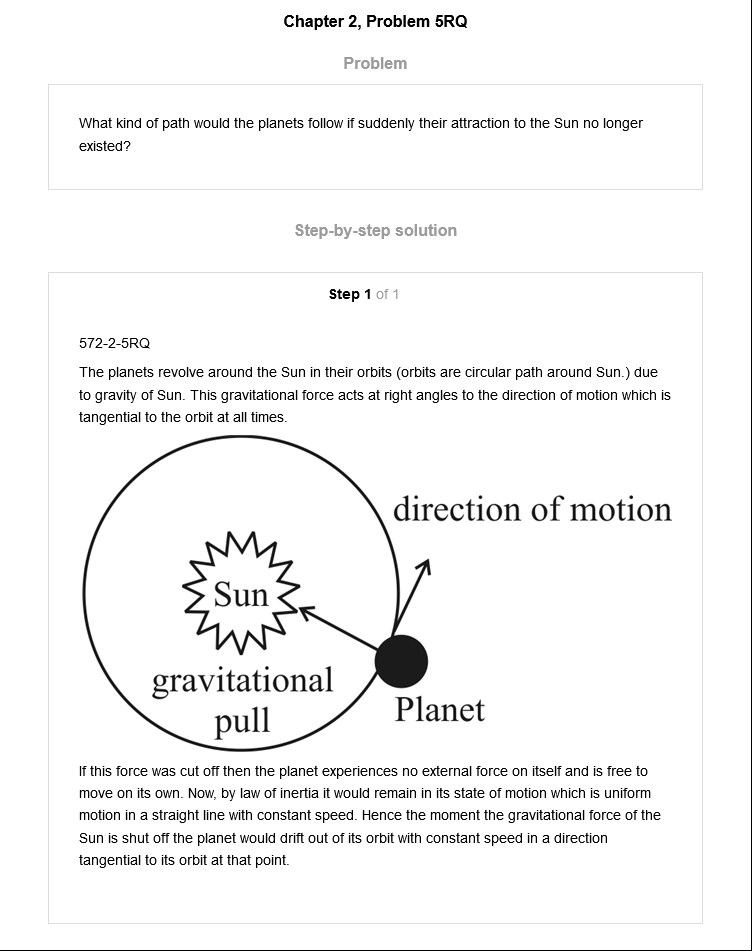 Chapter 2, Problem 5RQ
Problem
What kind of path would the planets follow if suddenly their attraction to the Sun no longer
existed?
Step-by-step solution
Step 1 of 1
572-2-5RQ
The planets revolve around the Sun in their orbits (orbits are circular path around Sun.) due
to gravity of Sun. This gravitational force acts at right angles to the direction of motion which is
tangential to the orbit at all times.
direction of motion
Sun
gravitational
pull
Planet
If this force was cut off then the planet experiences no external force on itself and is free to
move on its own. Now, by law of inertia it would remain in its state of motion which is uniform
motion in a straight line with constant speed. Hence the moment the gravitational force of the
Sun is shut off the planet would drift out of its orbit with constant speed in a direction
tangential to its orbit at that point.